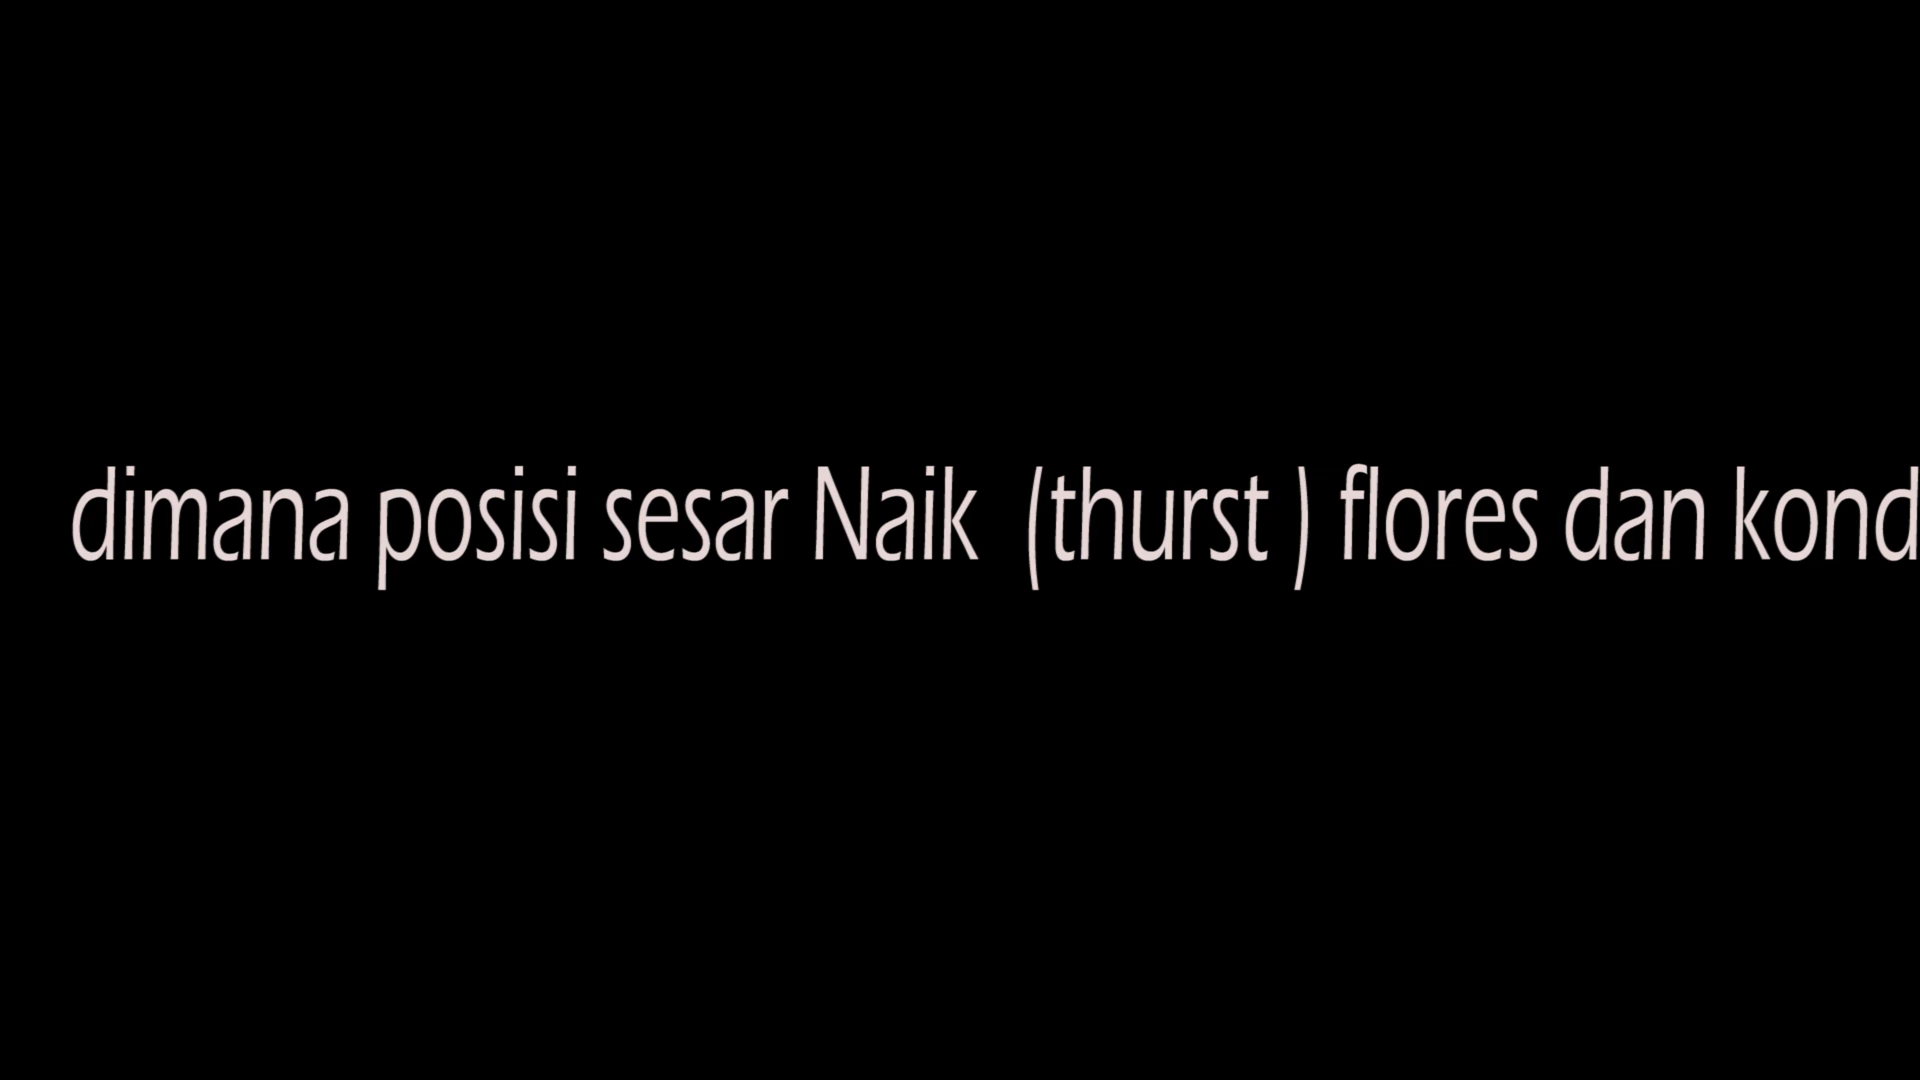 dimana posisi sesar Naik (thurst ) flores dan kond